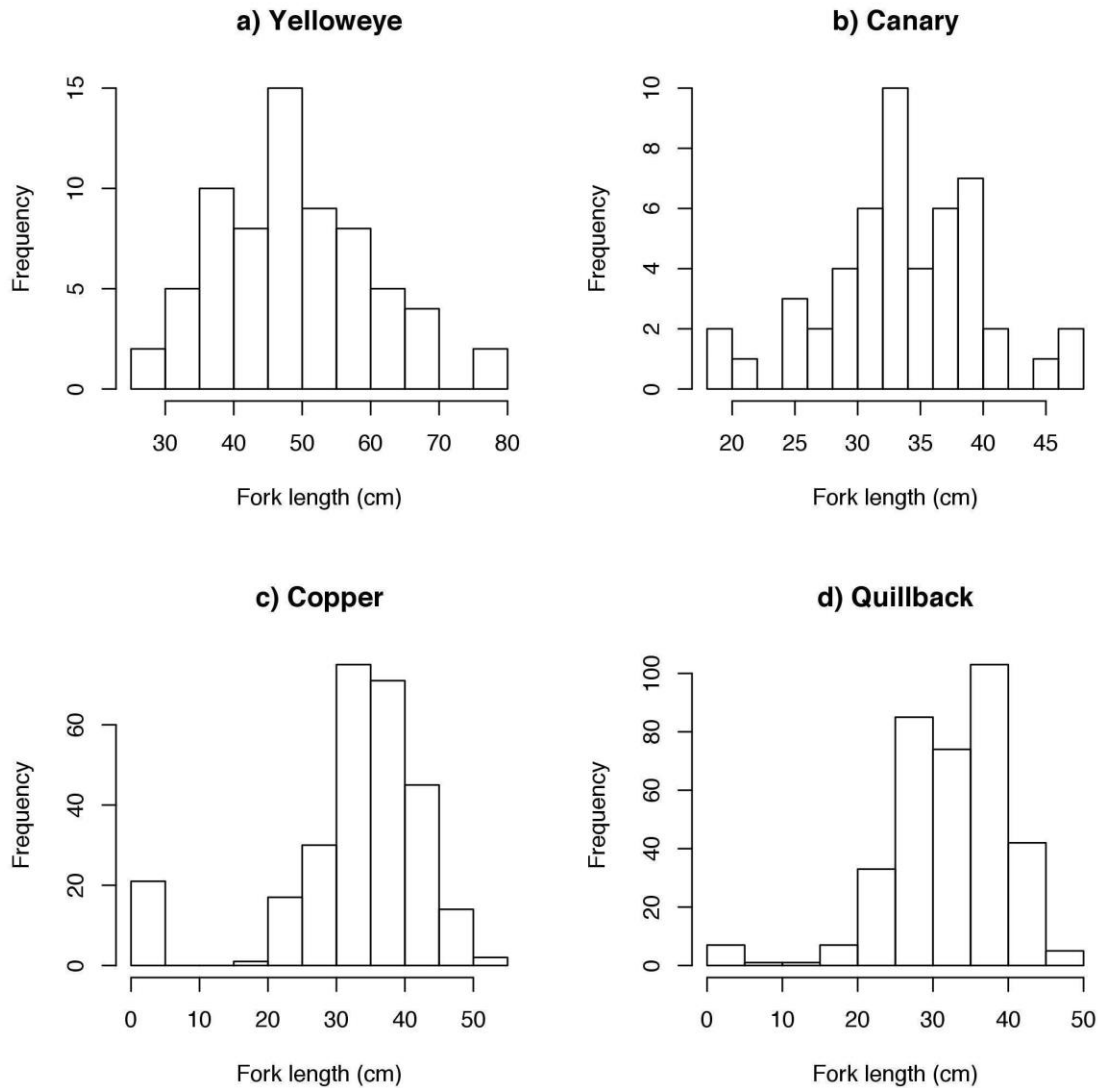 a) Yelloweye
15
10
5
0
Frequency
30 40 50 60 70 80
Fork length (cm)
b) Canary
10
8
6
4
2
0
Frequency
20 25 30 35 40 45
Fork length (cm)
c) Copper
60
40
20
0
Frequency
0 10 20 30 40 50
Fork length (cm)
d) Quillback
100
80
60
40
20
0
Frequency
0 10 20 30 40 50
Fork length (cm)